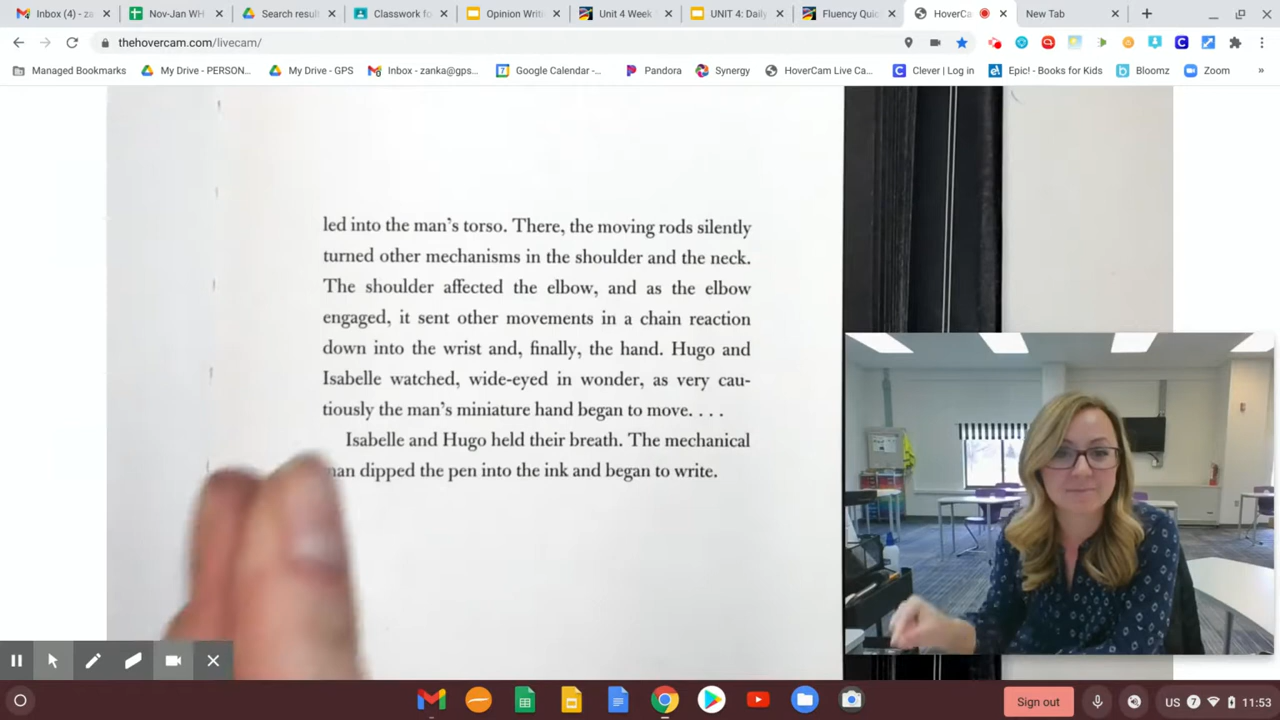 Inbox (4) - za
Nov-Jan WH
Search result
Classwork fo
Opinion Writ
Unit 4 Week
UNIT 4: Daily
Fluency Quic
HoverCa
New Tab
thehovercam.com/livecam/
Managed Bookmarks
My Drive - PERSON...
My Drive - GPS
Inbox - zanka@gps...
Google Calendar -...
Pandora
Synergy
HoverCam Live Ca...
Clever | Log in
Epic! - Books for Kids
Bloomz
Zoom
»
led into the man's torso. There, the moving rods silently
turned other mechanisms in the shoulder and the neck.
The shoulder affected the elbow, and as the elbow
engaged, it sent other movements in a chain reaction
down into the wrist and, finally, the hand. Hugo and
Isabelle watched, wide-eyed in wonder, as very cau-
tiously the man's miniature hand began to move. . . .
Isabelle and Hugo held their breath. The mechanical
man dipped the pen into the ink and began to write.
Sign out
US
7
11:53